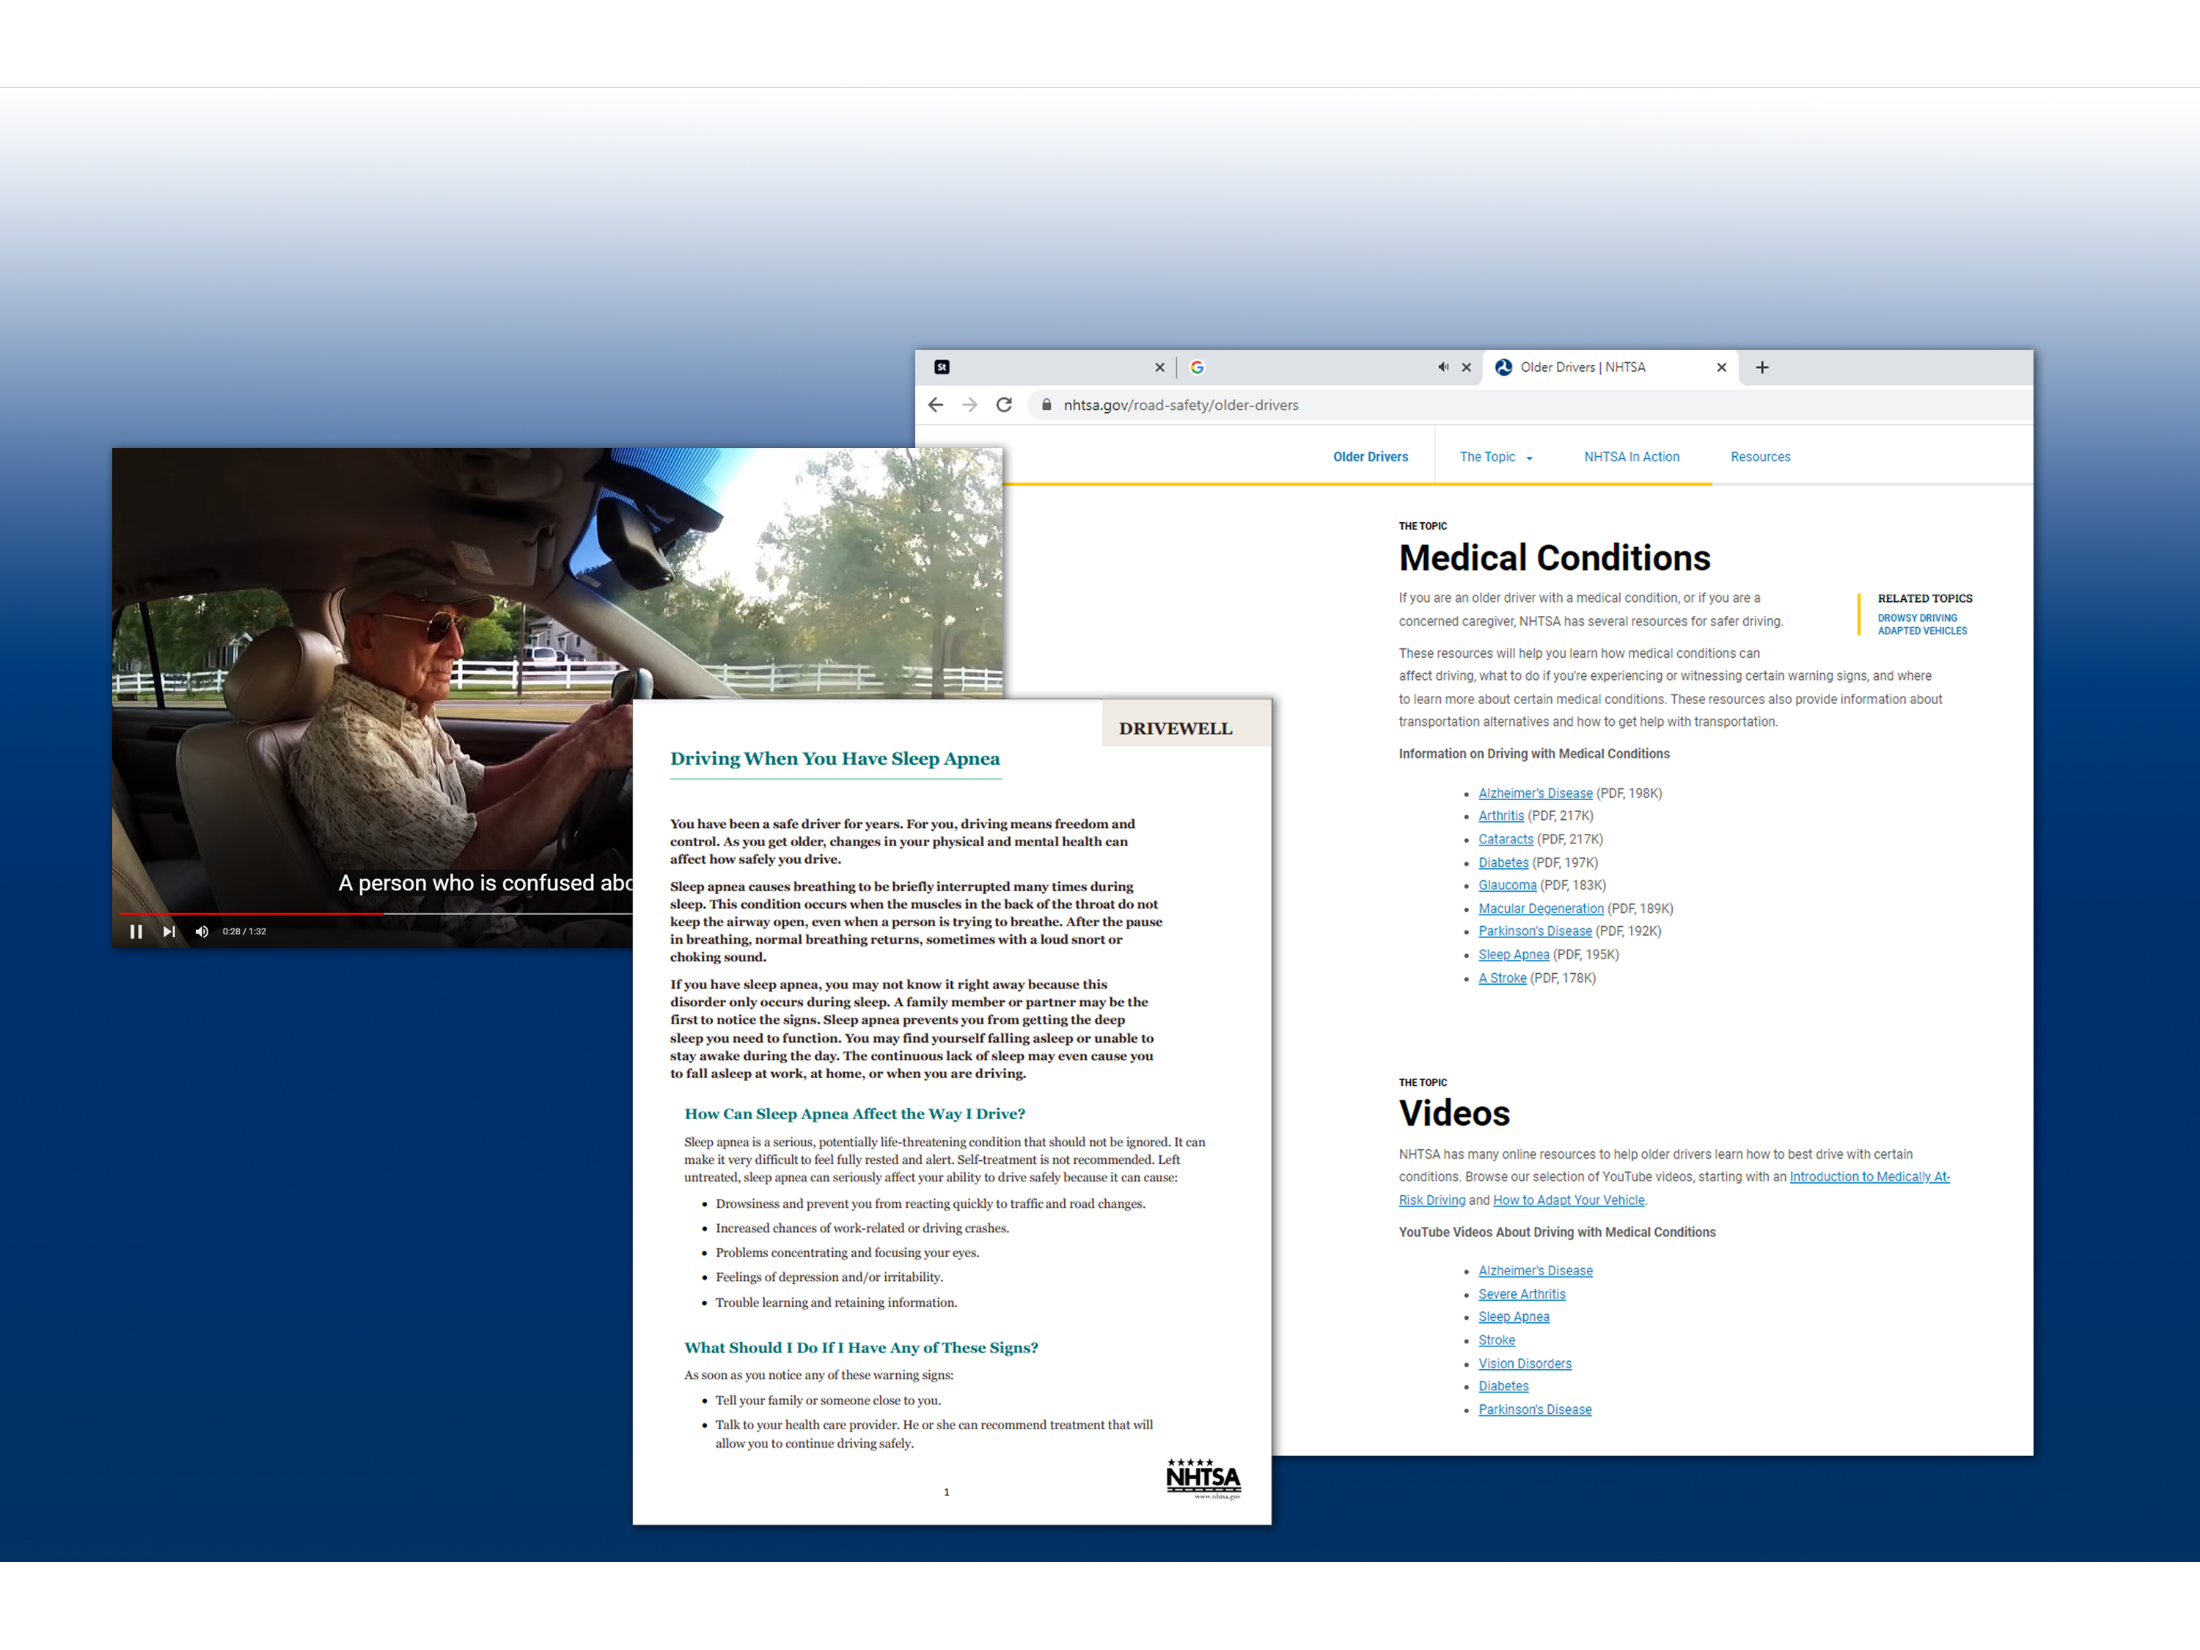 St
Older Drivers | NHTSA
nhtsa.gov/road-safety/older-drivers
Older Drivers
The Topic
NHTSA In Action
Resources
THE TOPIC
Medical Conditions
If you are an older driver with a medical condition, or if you are a
concerned caregiver, NHTSA has several resources for safer driving.
RELATED TOPICS
DROWSY DRIVING
ADAPTED VEHICLES
These resources will help you learn how medical conditions can
affect driving, what to do if you're experiencing or witnessing certain warning signs, and where
to learn more about certain medical conditions. These resources also provide information about
transportation alternatives and how to get help with transportation.
Information on Driving with Medical Conditions
• Alzheimer's Disease (PDF, 198K)
• Arthritis (PDF, 217K)
• Cataracts (PDF, 217K)
• Diabetes (PDF, 197K)
• Glaucoma (PDF, 183K)
• Macular Degeneration (PDF, 189K)
• Parkinson's Disease (PDF, 192K)
• Sleep Apnea (PDF, 195K)
• A Stroke (PDF, 178K)
THE TOPIC
Videos
NHTSA has many online resources to help older drivers learn how to best drive with certain
conditions. Browse our selection of YouTube videos, starting with an Introduction to Medically At-
Risk Driving and How to Adapt Your Vehicle.
YouTube Videos About Driving with Medical Conditions
• Alzheimer's Disease
• Severe Arthritis
• Sleep Apnea
• Stroke
• Vision Disorders
• Diabetes
• Parkinson's Disease
A person who is confused abo
0:28 / 1:32
DRIVEWELL
Driving When You Have Sleep Apnea
You have been a safe driver for years. For you, driving means freedom and
control. As you get older, changes in your physical and mental health can
affect how safely you drive.
Sleep apnea causes breathing to be briefly interrupted many times during
sleep. This condition occurs when the muscles in the back of the throat do not
keep the airway open, even when a person is trying to breathe. After the pause
in breathing, normal breathing returns, sometimes with a loud snort or
choking sound.
If you have sleep apnea, you may not know it right away because this
disorder only occurs during sleep. A family member or partner may be the
first to notice the signs. Sleep apnea prevents you from getting the deep
sleep you need to function. You may find yourself falling asleep or unable to
stay awake during the day. The continuous lack of sleep may even cause you
to fall asleep at work, at home, or when you are driving.
How Can Sleep Apnea Affect the Way I Drive?
Sleep apnea is a serious, potentially life-threatening condition that should not be ignored. It can
make it very difficult to feel fully rested and alert. Self-treatment is not recommended. Left
untreated, sleep apnea can seriously affect your ability to drive safely because it can cause:
• Drowsiness and prevent you from reacting quickly to traffic and road changes.
• Increased chances of work-related or driving crashes.
• Problems concentrating and focusing your eyes.
• Feelings of depression and/or irritability.
• Trouble learning and retaining information.
What Should I Do If I Have Any of These Signs?
As soon as you notice any of these warning signs:
• Tell your family or someone close to you.
• Talk to your health care provider. He or she can recommend treatment that will
allow you to continue driving safely.
NHTSA
www.nhtsa.gov
1